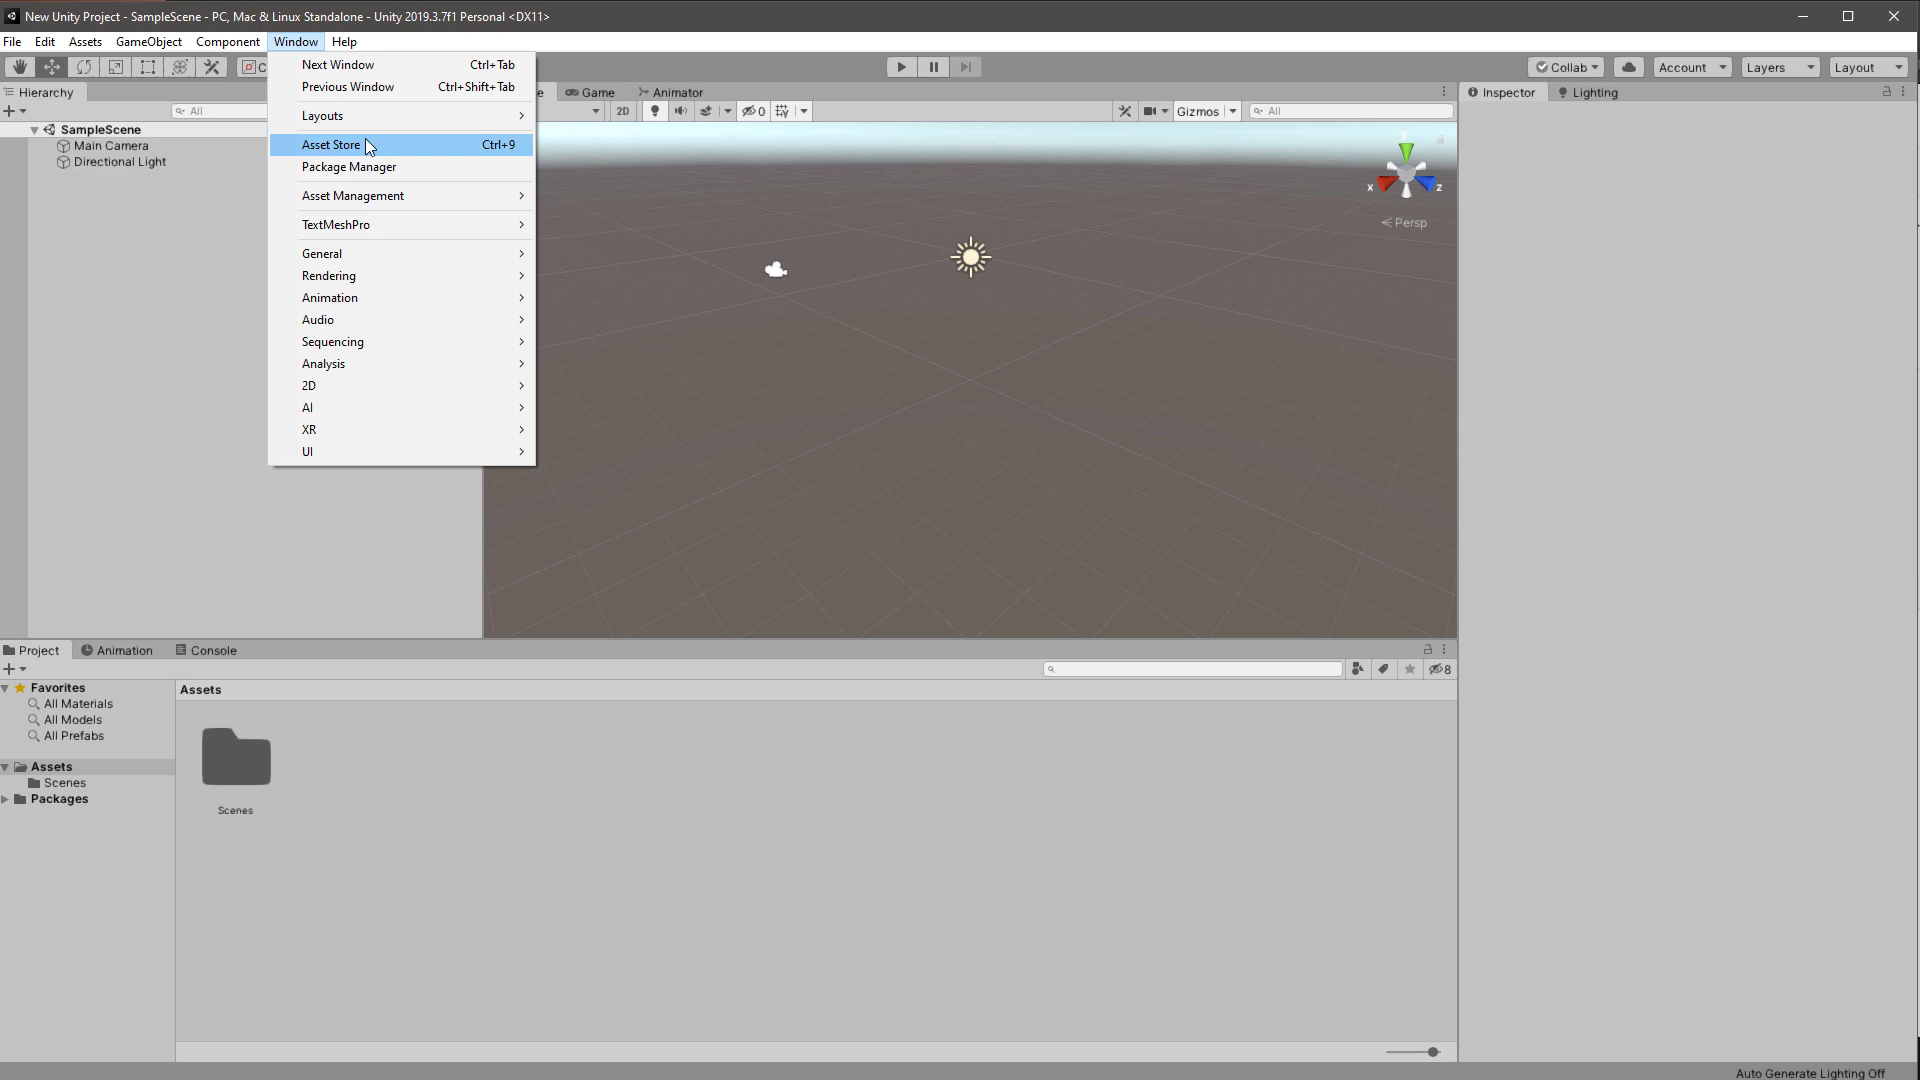 New Unity Project - SampleScene - PC, Mac & Linux Standalone - Unity 2019.3.7f1 Personal <DX11>
File Edit Assets GameObject Component Window Help
C
Collab Account Layers Layout
Hierarchy
All
SampleScene
Main Camera
Directional Light
Next Window Ctrl+Tab
Previous Window Ctrl+Shift+Tab
Layouts
Asset Store Ctrl+9
Package Manager
Asset Management
TextMeshPro
General
Rendering
Animation
Audio
Sequencing
Analysis
2D
AI
XR
UI
e Game Animator
2D 0 Gizmos All
y
x z
Persp
Inspector Lighting
Project Animation Console
8
Favorites
All Materials
All Models
All Prefabs
Assets
Scenes
Packages
Assets
Scenes
Auto Generate Lighting Off